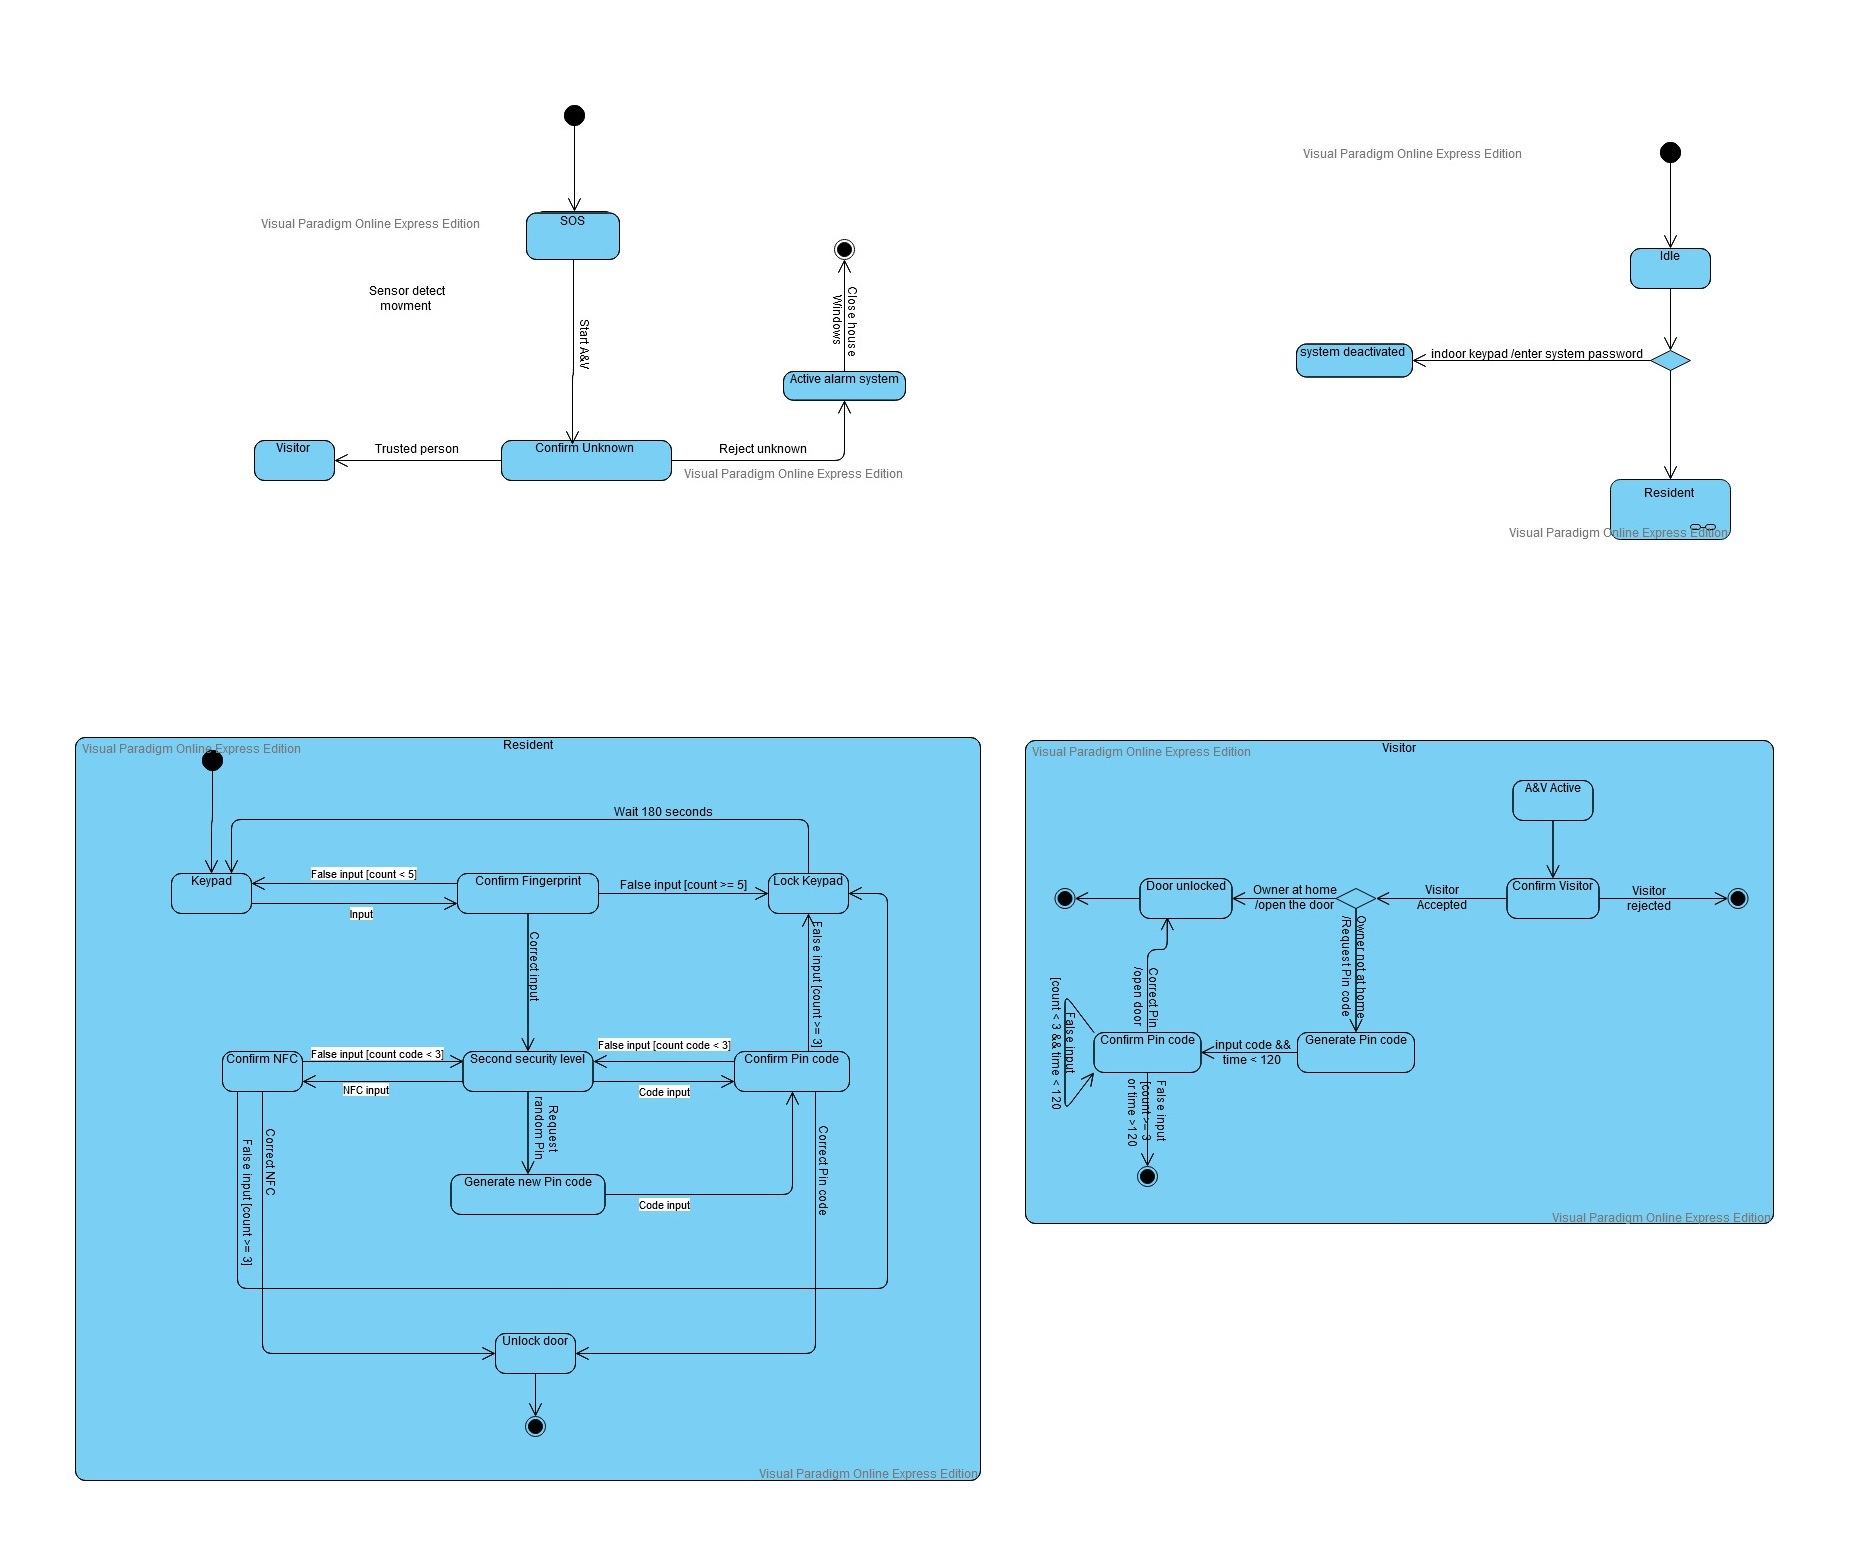 Visual Paradigm Online Express Edition
SOS
Visual Paradigm Online Express Edition
Sensor detect
movment
Start A&V
Close house
Windows
Active alarm system
Visitor
Trusted person
Confirm Unknown
Reject unknown
Visual Paradigm Online Express Edition
Idle
system deactivated
indoor keypad /enter system password
Resident
Visual Paradigm Online Express Edition
Visual Paradigm Online Express Edition
Resident
Wait 180 seconds
Keypad
False input [count < 5]
Input
Confirm Fingerprint
False input [count >= 5]
Lock Keypad
Correct input
False input [count >= 3]
Confirm NFC
False input [count code < 3]
NFC input
Second security level
False input [count code < 3]
Code input
Confirm Pin code
Request
random Pin
Generate new Pin code
Code input
Correct NFC
False input [count >= 3]
Correct Pin code
Unlock door
Visual Paradigm Online Express Edition
Visual Paradigm Online Express Edition
Visitor
A&V Active
Door unlocked
Owner at home
/open the door
Visitor
Accepted
Confirm Visitor
Visitor
rejected
Owner not at home
/Request Pin code
Correct Pin
/open door
False input
[count < 3 && time < 120
Confirm Pin code
input code &&
time < 120
Generate Pin code
False input
[count >= 3
or time >120
Visual Paradigm Online Express Edition